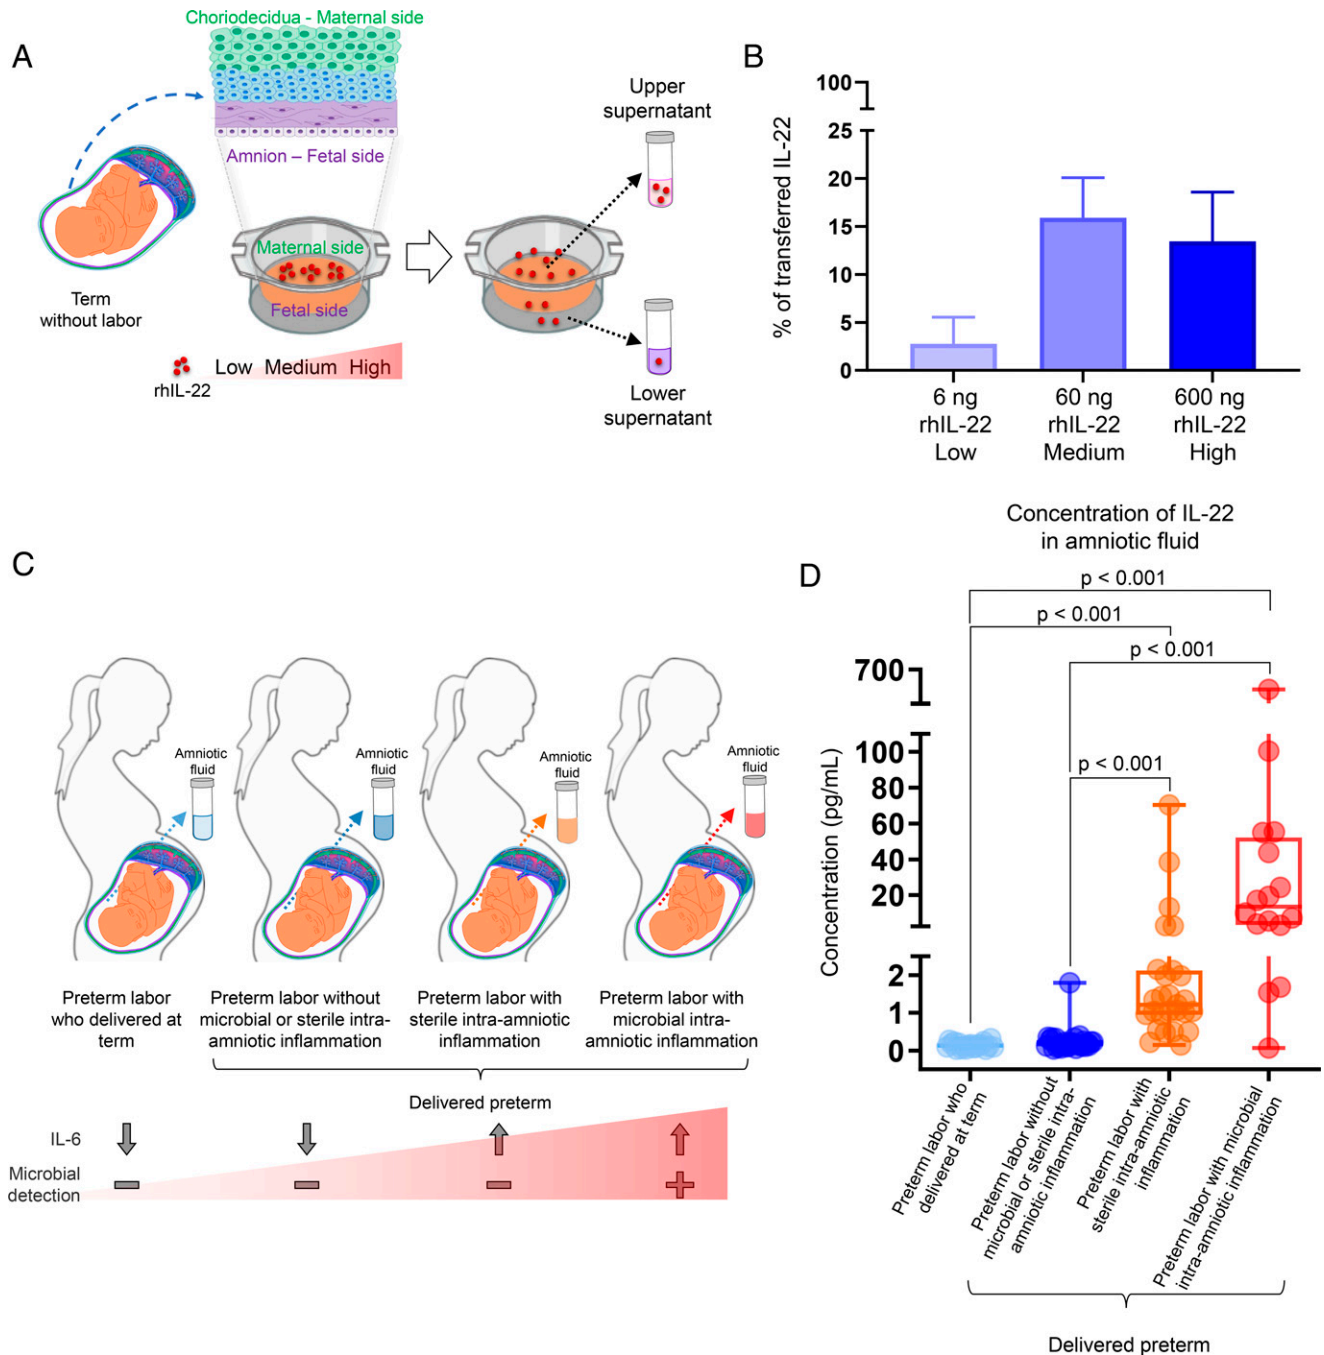 A
Choriodecidua - Maternal side
Amnion – Fetal side
Term
without labor
Maternal side
Fetal side
rhIL-22
Low
Medium
High
Upper
supernatant
Lower
supernatant
B
% of transferred IL-22
100
25
20
15
10
5
0
6 ng
rhIL-22
Low
60 ng
rhIL-22
Medium
600 ng
rhIL-22
High
C
Amniotic
fluid
Amniotic
fluid
Amniotic
fluid
Amniotic
fluid
Preterm labor
who delivered at
term
Preterm labor without
microbial or sterile intra-
amniotic inflammation
Preterm labor with
sterile intra-amniotic
inflammation
Preterm labor with
microbial intra-
amniotic inflammation
Delivered preterm
IL-6
Microbial
detection
D
Concentration of IL-22
in amniotic fluid
p < 0.001
p < 0.001
p < 0.001
p < 0.001
Concentration (pg/mL)
700
100
80
60
40
20
2
1
0
Preterm labor who
delivered at term
Preterm labor without
microbial or sterile intra-
amniotic inflammation
Preterm labor with
sterile intra-amniotic
inflammation
Preterm labor with microbial
intra-amniotic inflammation
Delivered preterm